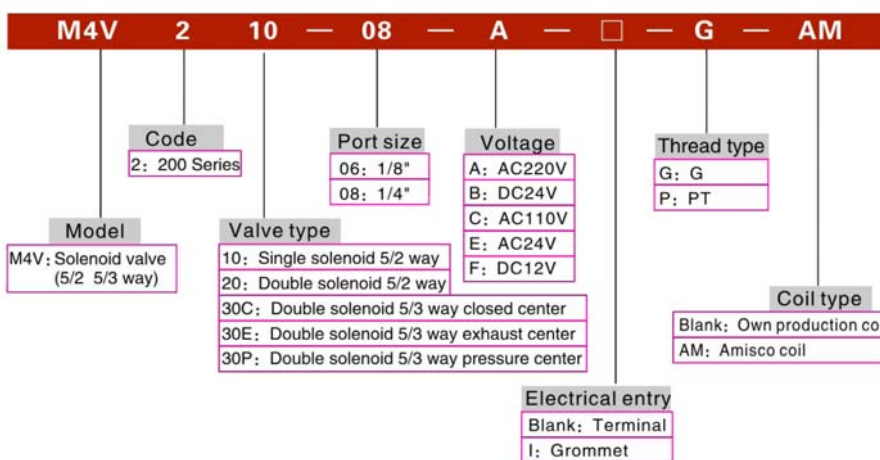 M4V 2 10 — 08 — A — □ — G — AM
Code
2: 200 Series
Port size
06: 1/8"
08: 1/4"
Voltage
A: AC220V
B: DC24V
C: AC110V
E: AC24V
F: DC12V
Thread type
G: G
P: PT
Model
M4V: Solenoid valve
(5/2 5/3 way)
Valve type
10: Single solenoid 5/2 way
20: Double solenoid 5/2 way
30C: Double solenoid 5/3 way closed center
30E: Double solenoid 5/3 way exhaust center
30P: Double solenoid 5/3 way pressure center
Coil type
Blank: Own production co
AM: Amisco coil
Electrical entry
Blank: Terminal
I: Grommet